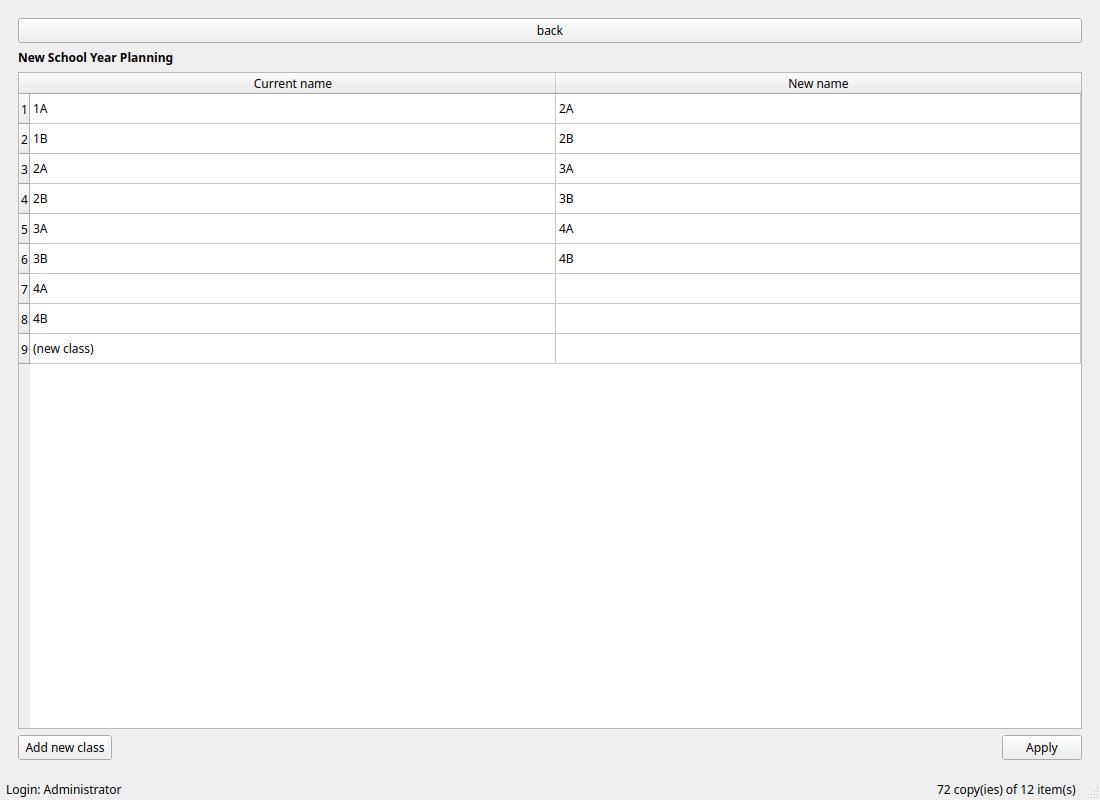 back
New School Year Planning
Current name New name
1 1A 2A
2 1B 2B
3 2A 3A
4 2B 3B
5 3A 4A
6 3B 4B
7 4A
8 4B
9 (new class)
Add new class Apply
Login: Administrator 72 copy(ies) of 12 item(s)